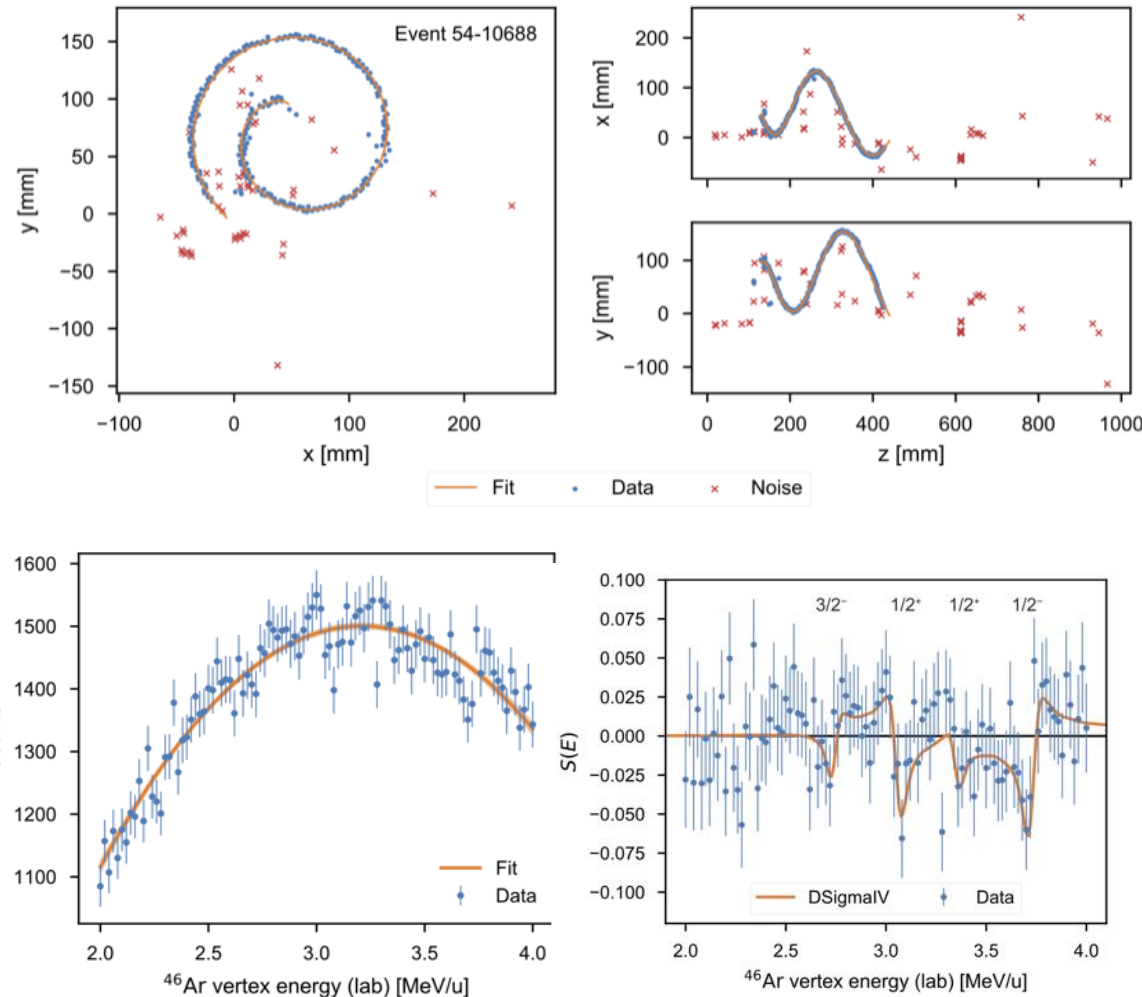 Event 54-10688
150
100
50
0
−50
−100
−150
y [mm]
−100 0 100 200
x [mm]
200
100
0
x [mm]
100
0
−100
y [mm]
0 200 400 600 800 1000
z [mm]
Fit Data Noise
1600
1500
1400
1300
1200
1100
Fit
Data
2.0 2.5 3.0 3.5 4.0
⁴⁶Ar vertex energy (lab) [MeV/u]
0.100
0.075
0.050
0.025
0.000
−0.025
−0.050
−0.075
−0.100
S(E)
3/2⁻ 1/2⁺ 1/2⁺ 1/2⁻
DSigmaIV Data
2.0 2.5 3.0 3.5 4.0
⁴⁶Ar vertex energy (lab) [MeV/u]